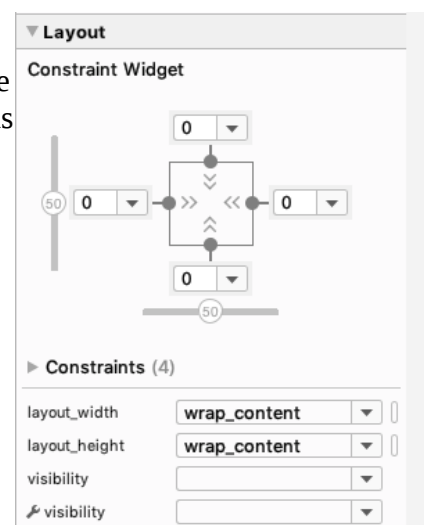 Layout
e
Constraint Widget
s
0
50
0
0
0
50
Constraints (4)
layout_width wrap_content
layout_height wrap_content
visibility
visibility